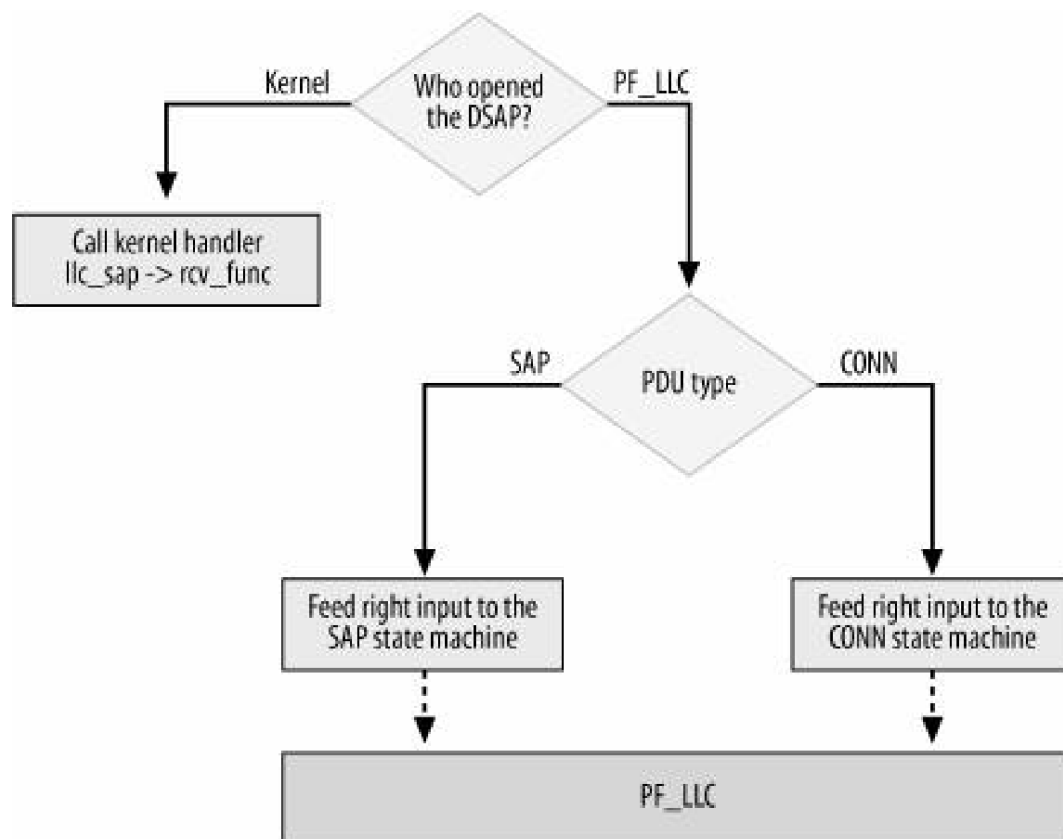 Who opened
the DSAP?
Kernel
PF_LLC
Call kernel handler
llc_sap -> rcv_func
PDU type
SAP
CONN
Feed right input to the
SAP state machine
Feed right input to the
CONN state machine
PF_LLC